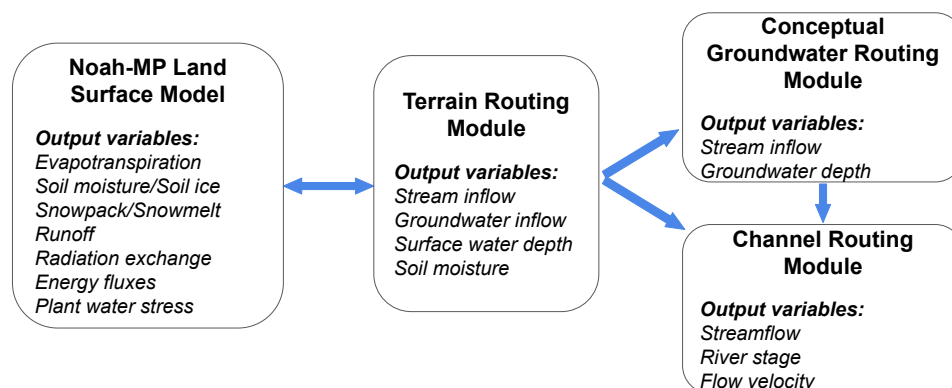 Noah-MP Land
Surface Model
Output variables:
Evapotranspiration
Soil moisture/Soil ice
Snowpack/Snowmelt
Runoff
Radiation exchange
Energy fluxes
Plant water stress
Terrain Routing
Module
Output variables:
Stream inflow
Groundwater inflow
Surface water depth
Soil moisture
Conceptual
Groundwater Routing
Module
Output variables:
Stream inflow
Groundwater depth
Channel Routing
Module
Output variables:
Streamflow
River stage
Flow velocity